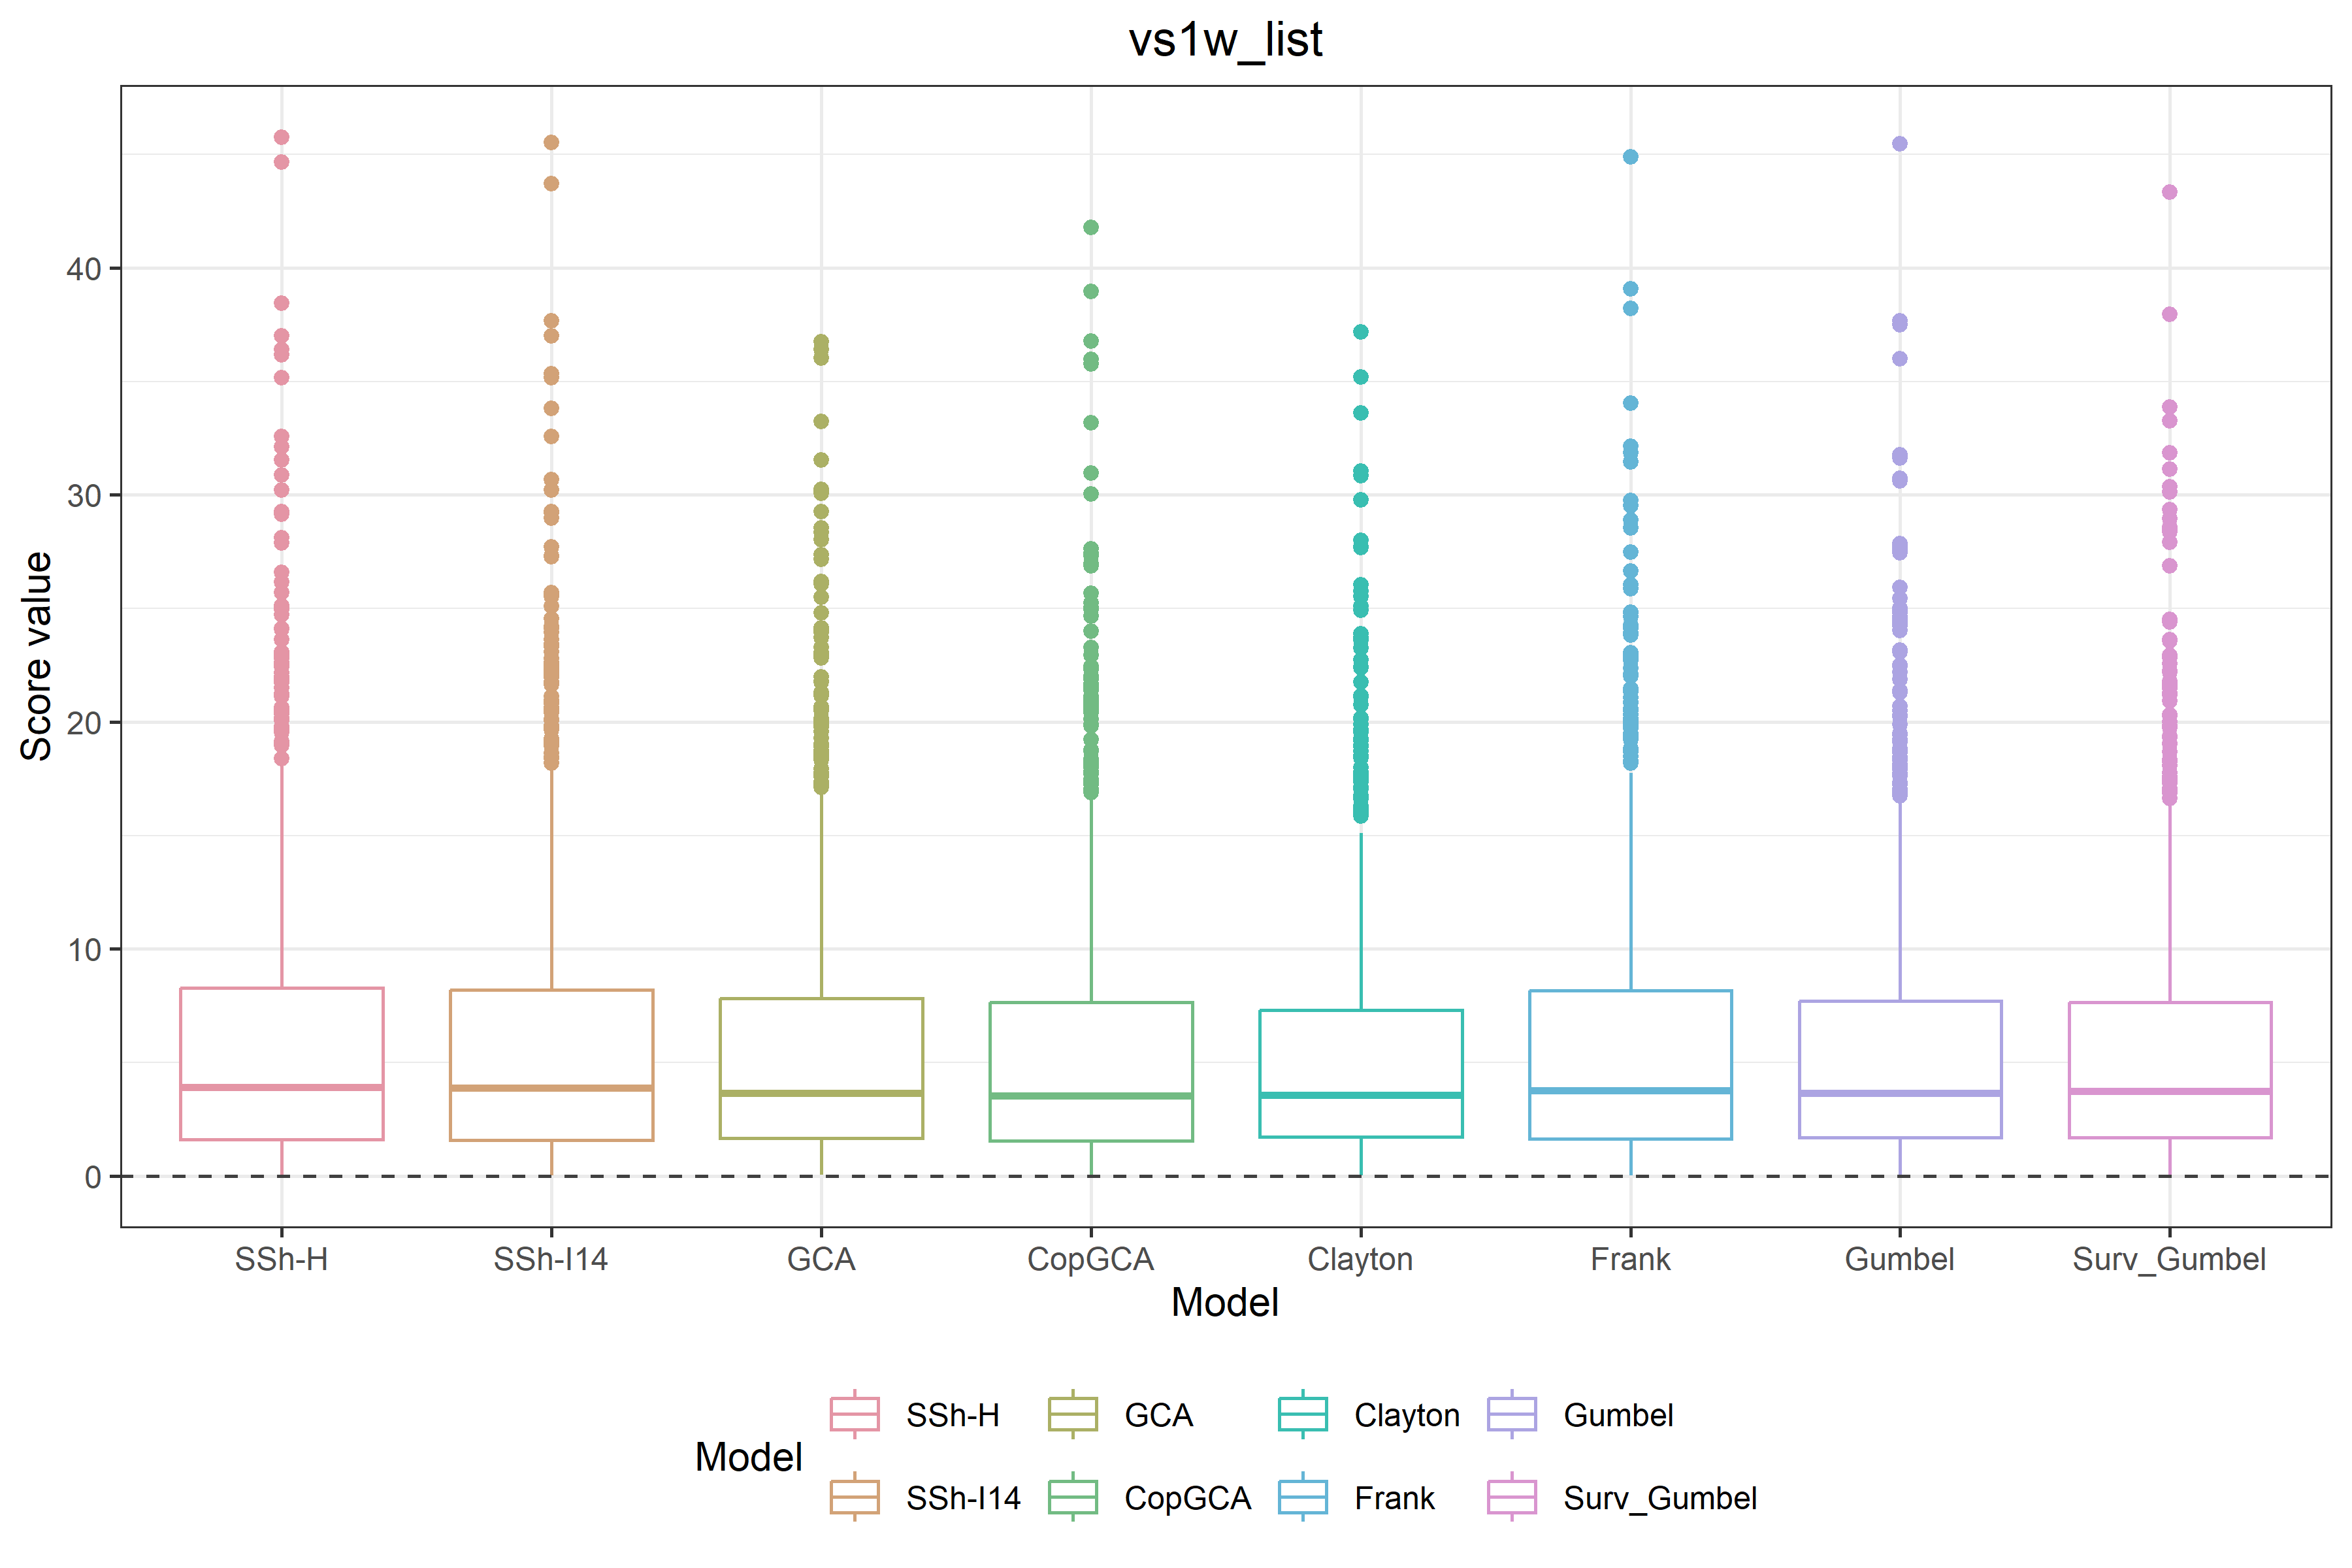 vs1w_list
Score value
40
30
20
10
0
SSh-H SSh-I14 GCA CopGCA Clayton Frank Gumbel Surv_Gumbel
Model
Model
SSh-H GCA Clayton Gumbel
SSh-I14 CopGCA Frank Surv_Gumbel